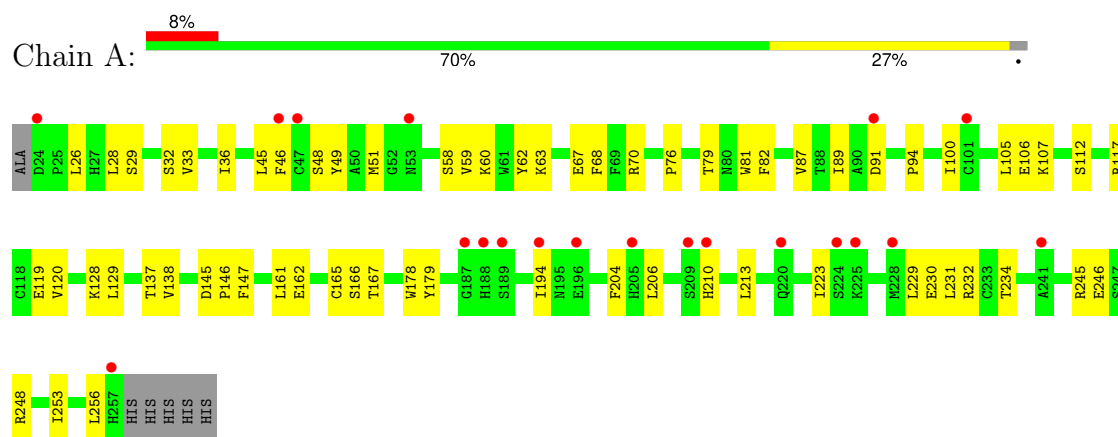 8%
Chain A:
70% 27% •
ALA D24 P25 L26 H27 L28 S29 S32 V33 I36 L45 F46 C47 S48 Y49 A50 M51 G52 N53 S58 V59 K60 W61 Y62 K63 E67 F68 F69 R70 P76 T79 N80 W81 F82 V87 T88 I89 A90 D91 P94 I100 C101 L105 E106 K107 S112
C118 E119 V120 K128 L129 T137 V138 D145 P146 F147 L161 E162 C165 S166 T167 W178 Y179 G187 H188 S189 I194 N195 E196 F204 H205 L206 S209 H210 L213 Q220 I223 S224 K225 M228 L229 E230 L231 R232 C233 T234 A241 R245 E246
R248 I253 L256 H257 HIS HIS HIS HIS HIS